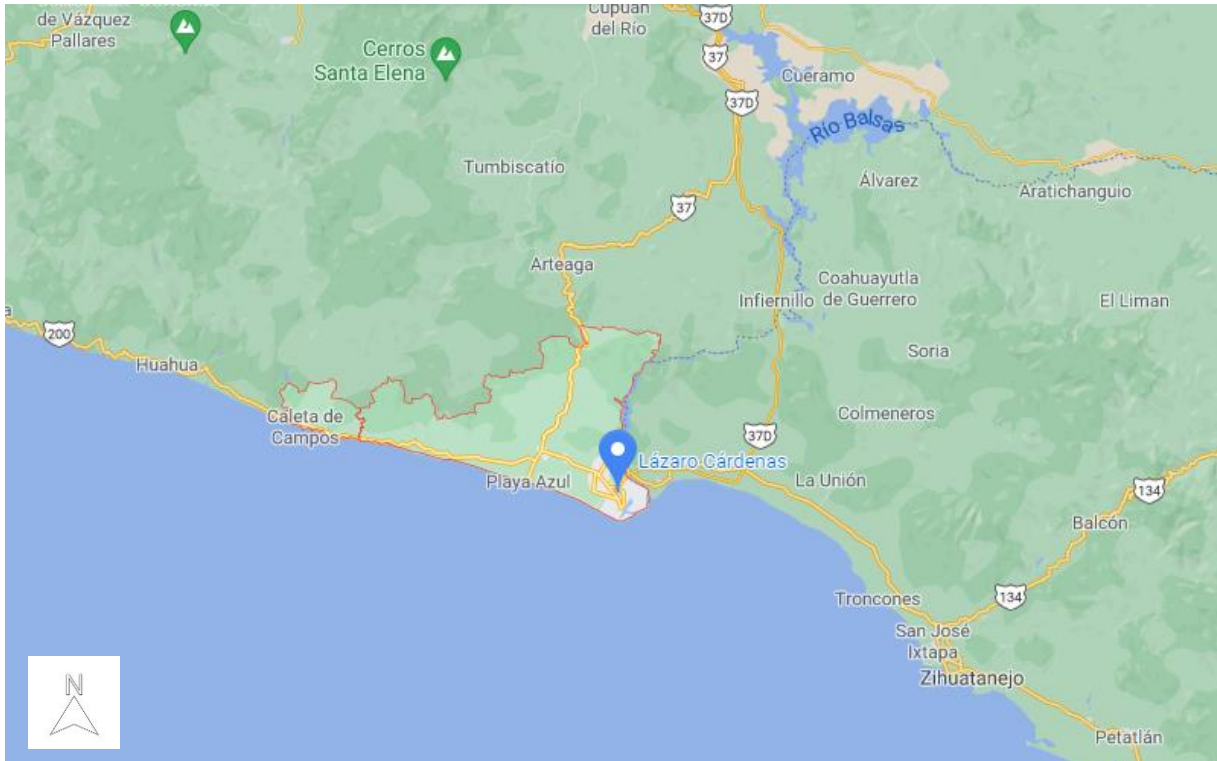 de Vázquez
Pallares
Cerros
Santa Elena
Cupuán
del Río
37D
37
Cueramo
37D
Río Balsas
Tumbiscatío
Álvarez
Aratichanguio
37
Arteaga
Coahuayutla
de Guerrero
Infiernillo
El Liman
200
Huahua
Soria
Caleta de
Campos
Colmeneros
37D
Lázaro Cárdenas
Playa Azul
La Unión
134
Balcón
Troncones
134
San José
Ixtapa
Zihuatanejo
N
Petatlán